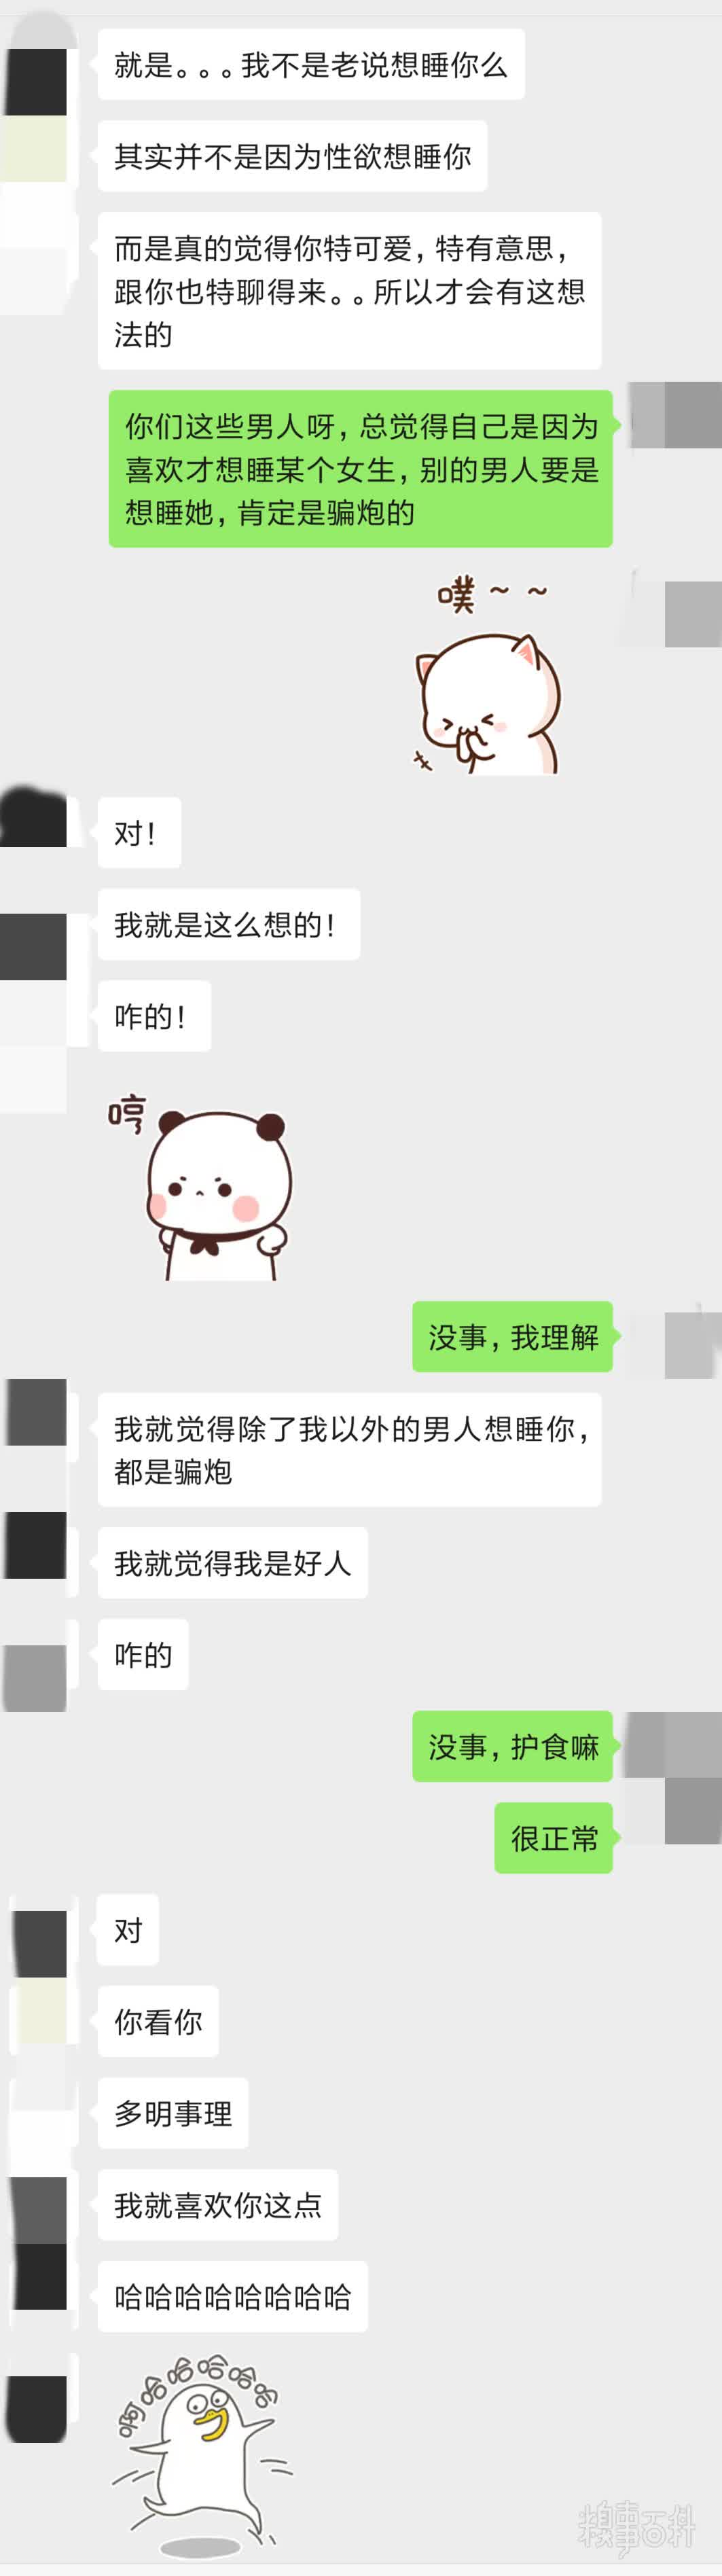 就是。。。我不是老说想睡你么
其实并不是因为性欲想睡你
而是真的觉得你特可爱，特有意思，
跟你也特聊得来。。所以才会有这想
法的
你们这些男人呀，总觉得自己是因为
喜欢才想睡某个女生，别的男人要是
想睡她，肯定是骗炮的
噗～～
对！
我就是这么想的！
咋的！
哼
没事，我理解
我就觉得除了我以外的男人想睡你，
都是骗炮
我就觉得我是好人
咋的
没事，护食嘛
很正常
对
你看你
多明事理
我就喜欢你这点
哈哈哈哈哈哈哈哈
啊哈哈哈哈哈
糗事百科